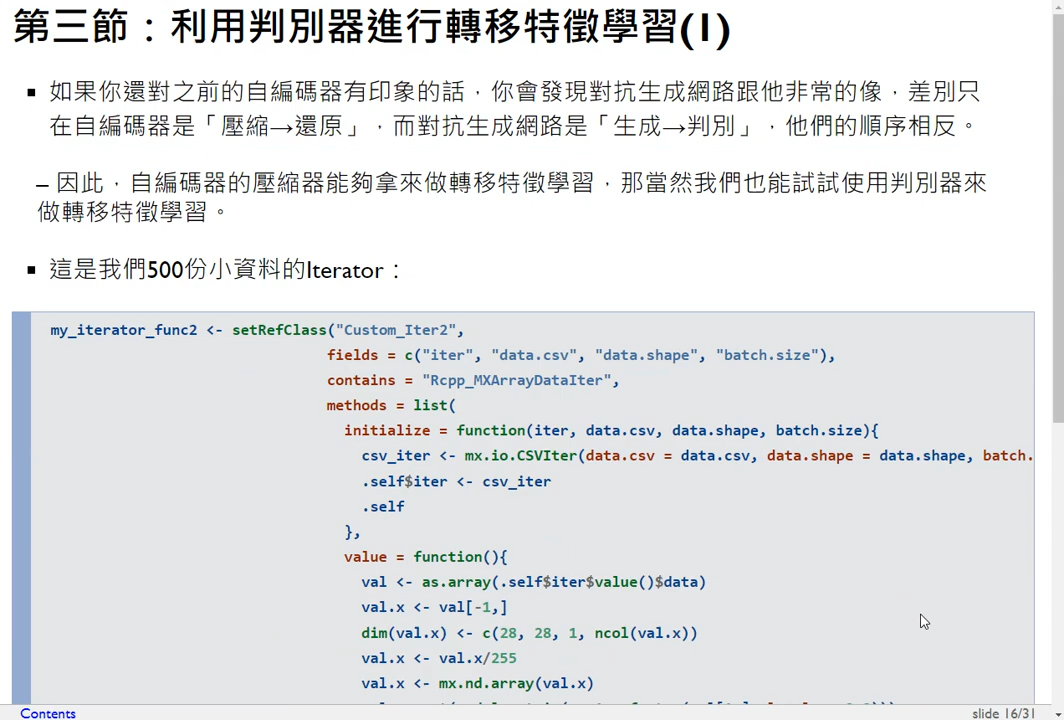 第三節：利用判別器進行轉移特徵學習(1)
如果你還對之前的自編碼器有印象的話，你會發現對抗生成網路跟他非常的像，差別只
在自編碼器是「壓縮→還原」，而對抗生成網路是「生成→判別」，他們的順序相反。
– 因此，自編碼器的壓縮器能夠拿來做轉移特徵學習，那當然我們也能試試使用判別器來
做轉移特徵學習。
這是我們500份小資料的Iterator：
my_iterator_func2 <- setRefClass("Custom_Iter2",
fields = c("iter", "data.csv", "data.shape", "batch.size"),
contains = "Rcpp_MXArrayDataIter",
methods = list(
initialize = function(iter, data.csv, data.shape, batch.size){
csv_iter <- mx.io.CSVIter(data.csv = data.csv, data.shape = data.shape, batch.
.self$iter <- csv_iter
.self
},
value = function(){
val <- as.array(.self$iter$value()$data)
val.x <- val[-1,]
dim(val.x) <- c(28, 28, 1, ncol(val.x))
val.x <- val.x/255
val.x <- mx.nd.array(val.x)
Contents
slide 16/31